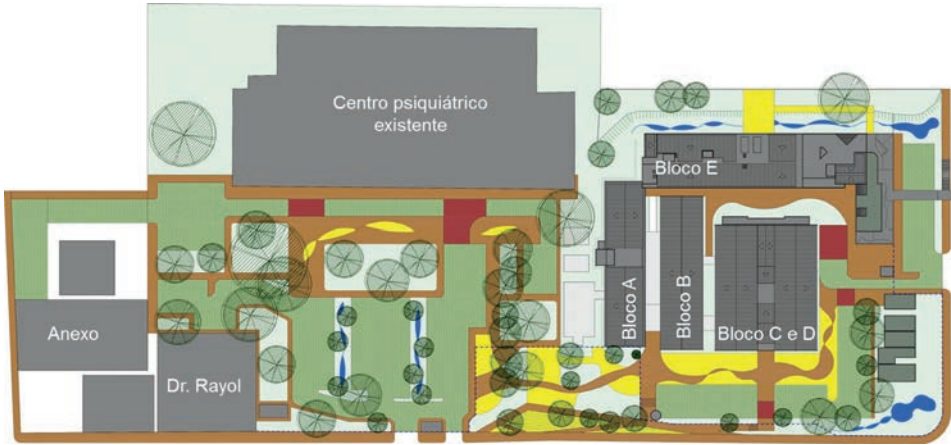 Centro psiquiátrico
existente
Bloco E
Bloco A
Bloco B
Bloco C e D
Anexo
Dr. Rayol